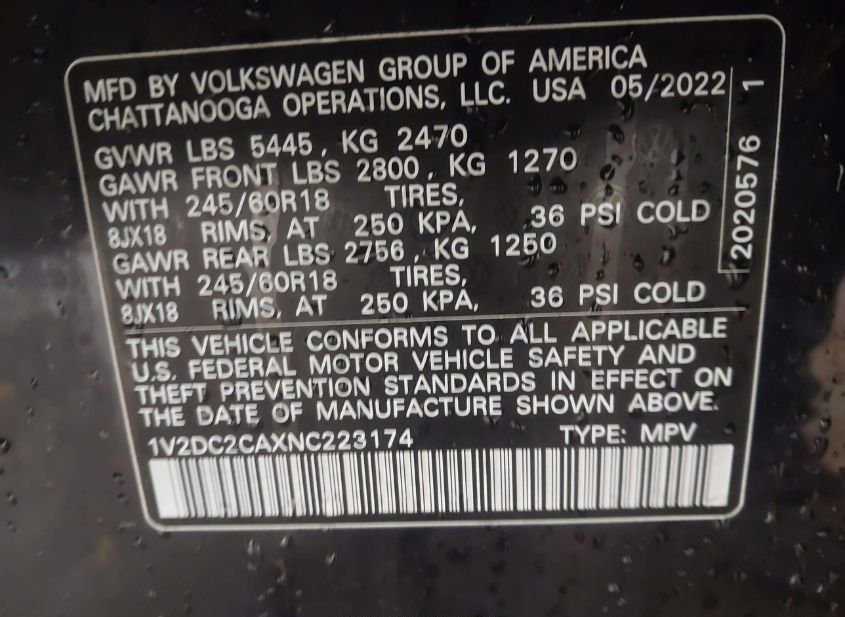 MFD BY VOLKSWAGEN GROUP OF AMERICA
CHATTANOOGA OPERATIONS, LLC. USA 05/2022
GVWR LBS 5445, KG 2470
GAWR FRONT LBS 2800, KG 1270
WITH 245/60R18 TIRES,
8JX18 RIMS, AT 250 KPA, 36 PSI COLD
GAWR REAR LBS 2756, KG 1250
WITH 245/60R18 TIRES,
8JX18 RIMS, AT 250 KPA, 36 PSI COLD
2020576 1
THIS VEHICLE CONFORMS TO ALL APPLICABLE
U.S. FEDERAL MOTOR VEHICLE SAFETY AND
THEFT PREVENTION STANDARDS IN EFFECT ON
THE DATE OF MANUFACTURE SHOWN ABOVE.
1V2DC2CAXNC223174 TYPE: MPV